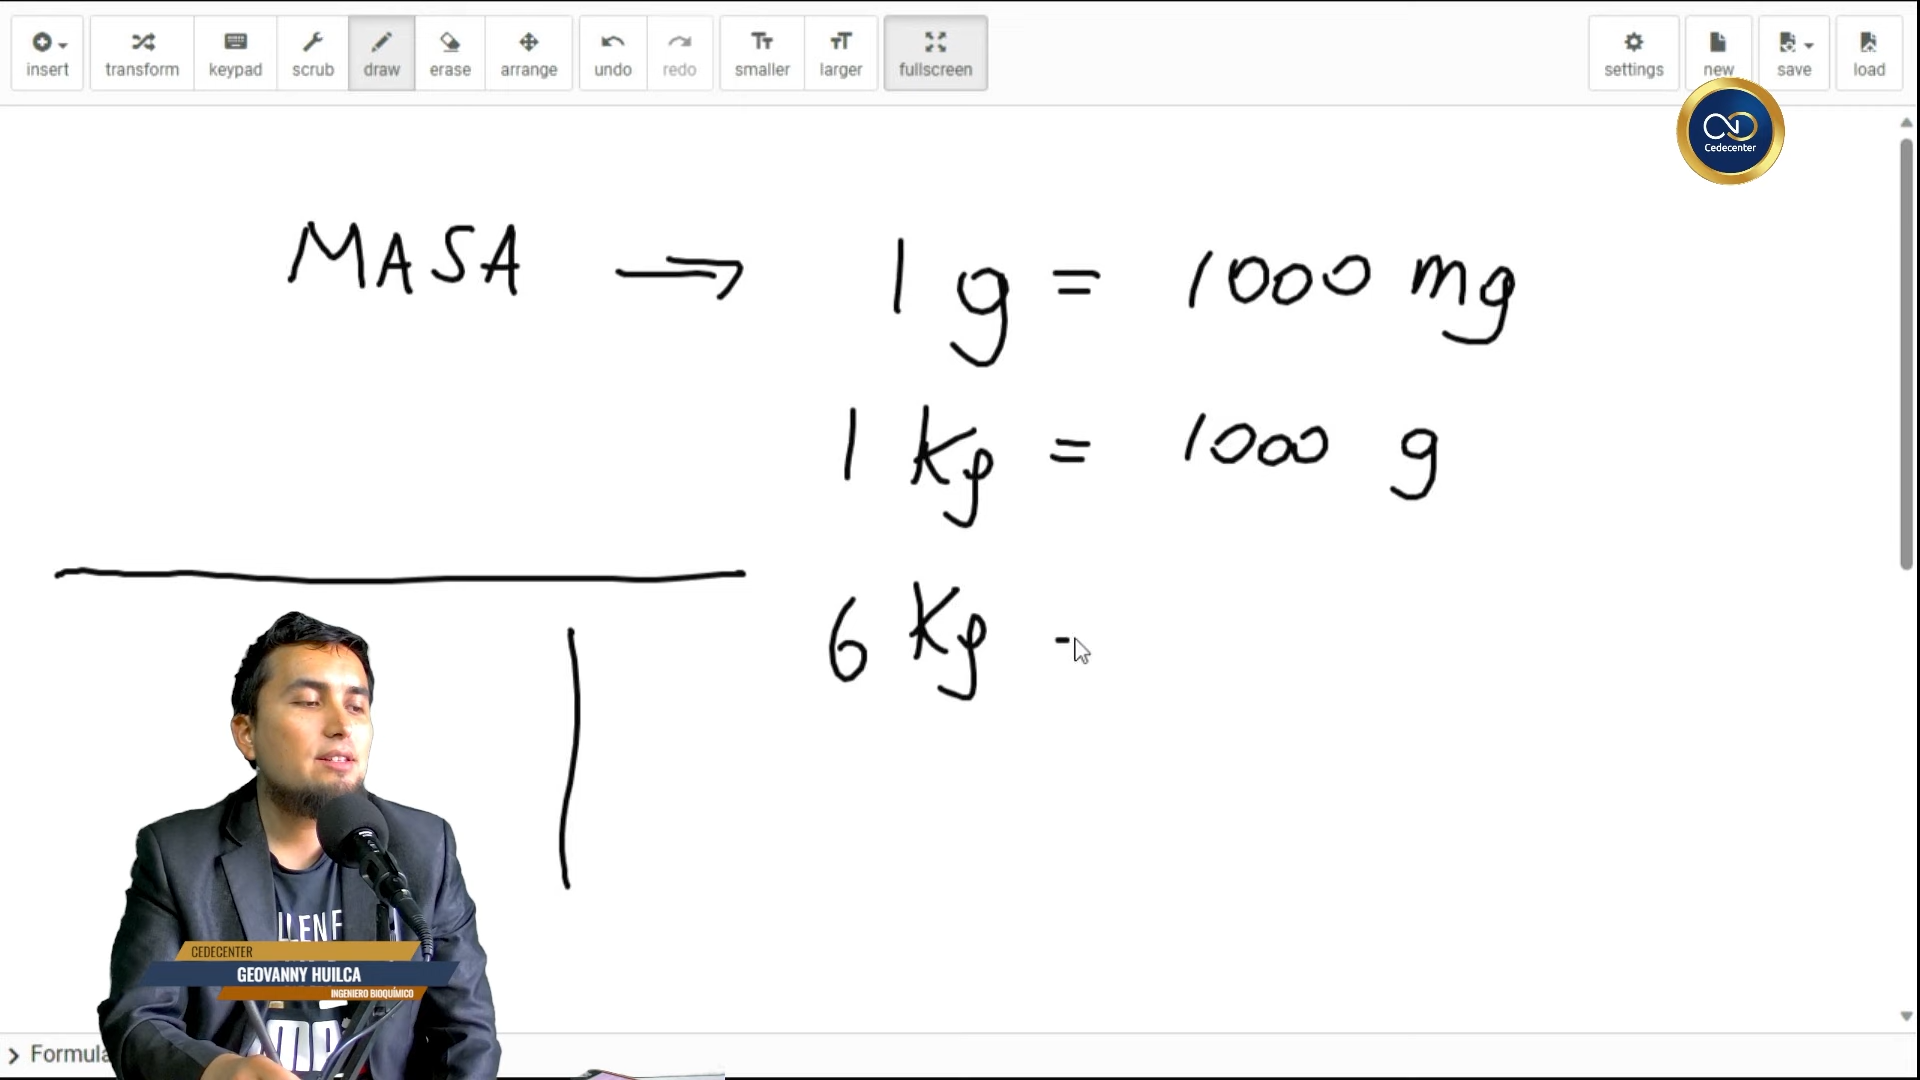 insert transform keypad scrub draw erase arrange undo redo smaller larger fullscreen settings new save load
Cedecenter
MASA → 1 g = 1000 mg
1 Kg = 1000 g
6 Kg -
LLENE
CEDECENTER
GEOVANNY HUILCA
INGENIERO BIOQUÍMICO
Formula